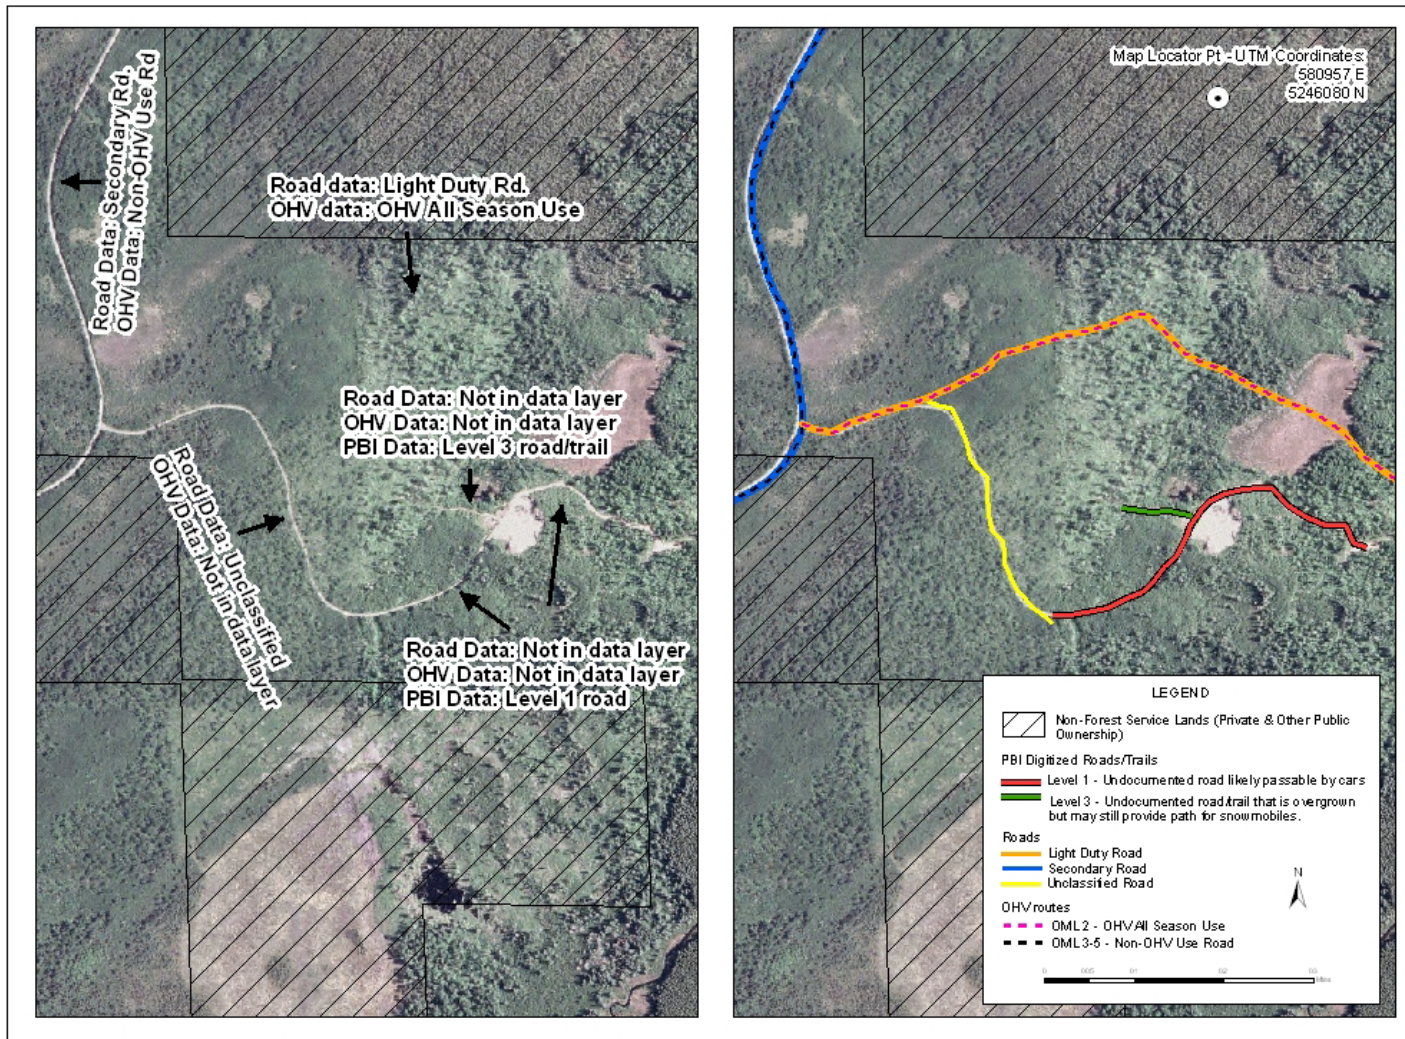 Road Data: Secondary Rd.
OHV Data: Non-OHV Use Rd
Road data: Light Duty Rd.
OHV data: OHV All Season Use
Road Data: Not in data layer
OHV Data: Not in data layer
PBI Data: Level 3 road/trail
Road Data: Unclassified
OHV Data: Not in data layer
Road Data: Not in data layer
OHV Data: Not in data layer
PBI Data: Level 1 road
Map Locator Pt - UTM Coordinates:
580957 E
5246080 N
LEGEND
Non-Forest Service Lands (Private & Other Public
Ownership)
PBI Digitized Roads/Trails
Level 1 - Undocumented road likely passable by cars
Level 3 - Undocumented road/trail that is overgrown
but may still provide path for snowmobiles.
Roads
Light Duty Road
Secondary Road
Unclassified Road
N
OHV routes
OML 2 - OHV All Season Use
OML 3-5 - Non-OHV Use Road
0